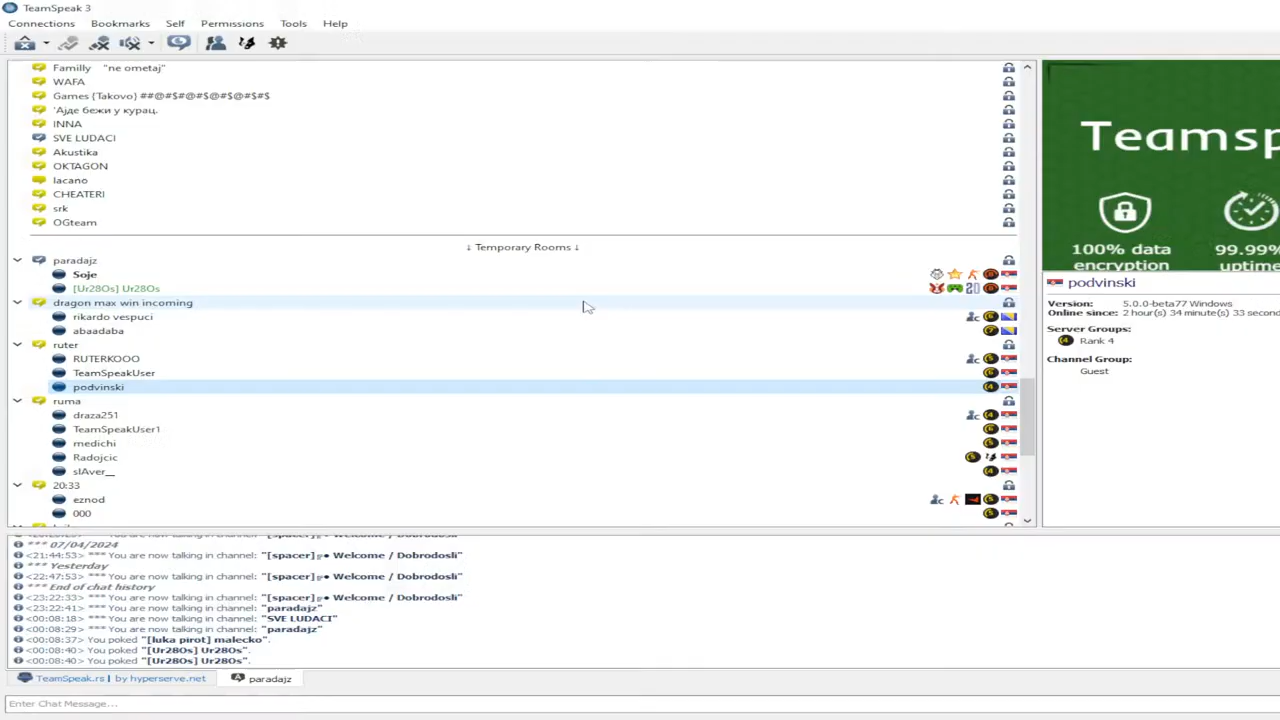 TeamSpeak 3
Connections Bookmarks Self Permissions Tools Help
Familly "ne ometaj"
WAFA
Games {Takovo} ##@#$#@#$@#$@#$#$
'Ајде бежи у курац.
INNA
SVE LUDACI
Akustika
OKTAGON
lacano
CHEATERI
srk
OGteam
↓ Temporary Rooms ↓
paradajz
Soje
[Ur28Os] Ur28Os
dragon max win incoming
rikardo vespuci
abaadaba
ruter
RUTERKOOO
TeamSpeakUser
podvinski
ruma
draza251
TeamSpeakUser1
medichi
Radojcic
slAver__
20:33
eznod
000
Teamsp
100% data
encryption
99.99%
uptime
podvinski
Version: 5.0.0-beta77 Windows
Online since: 2 hour(s) 34 minute(s) 33 second
Server Groups:
Rank 4
Channel Group:
Guest
*** 07/04/2024
<21:44:53> *** You are now talking in channel: "[spacer]╔● Welcome / Dobrodosli"
*** Yesterday
<22:47:53> *** You are now talking in channel: "[spacer]╔● Welcome / Dobrodosli"
*** End of chat history
<23:22:33> *** You are now talking in channel: "[spacer]╔● Welcome / Dobrodosli"
<23:22:41> *** You are now talking in channel: "paradajz"
<00:08:18> *** You are now talking in channel: "SVE LUDACI"
<00:08:29> *** You are now talking in channel: "paradajz"
<00:08:37> You poked "[luka pirot] malecko".
<00:08:40> You poked "[Ur28Os] Ur28Os".
<00:08:40> You poked "[Ur28Os] Ur28Os".
TeamSpeak.rs | by hyperserve.net paradajz
Enter Chat Message...